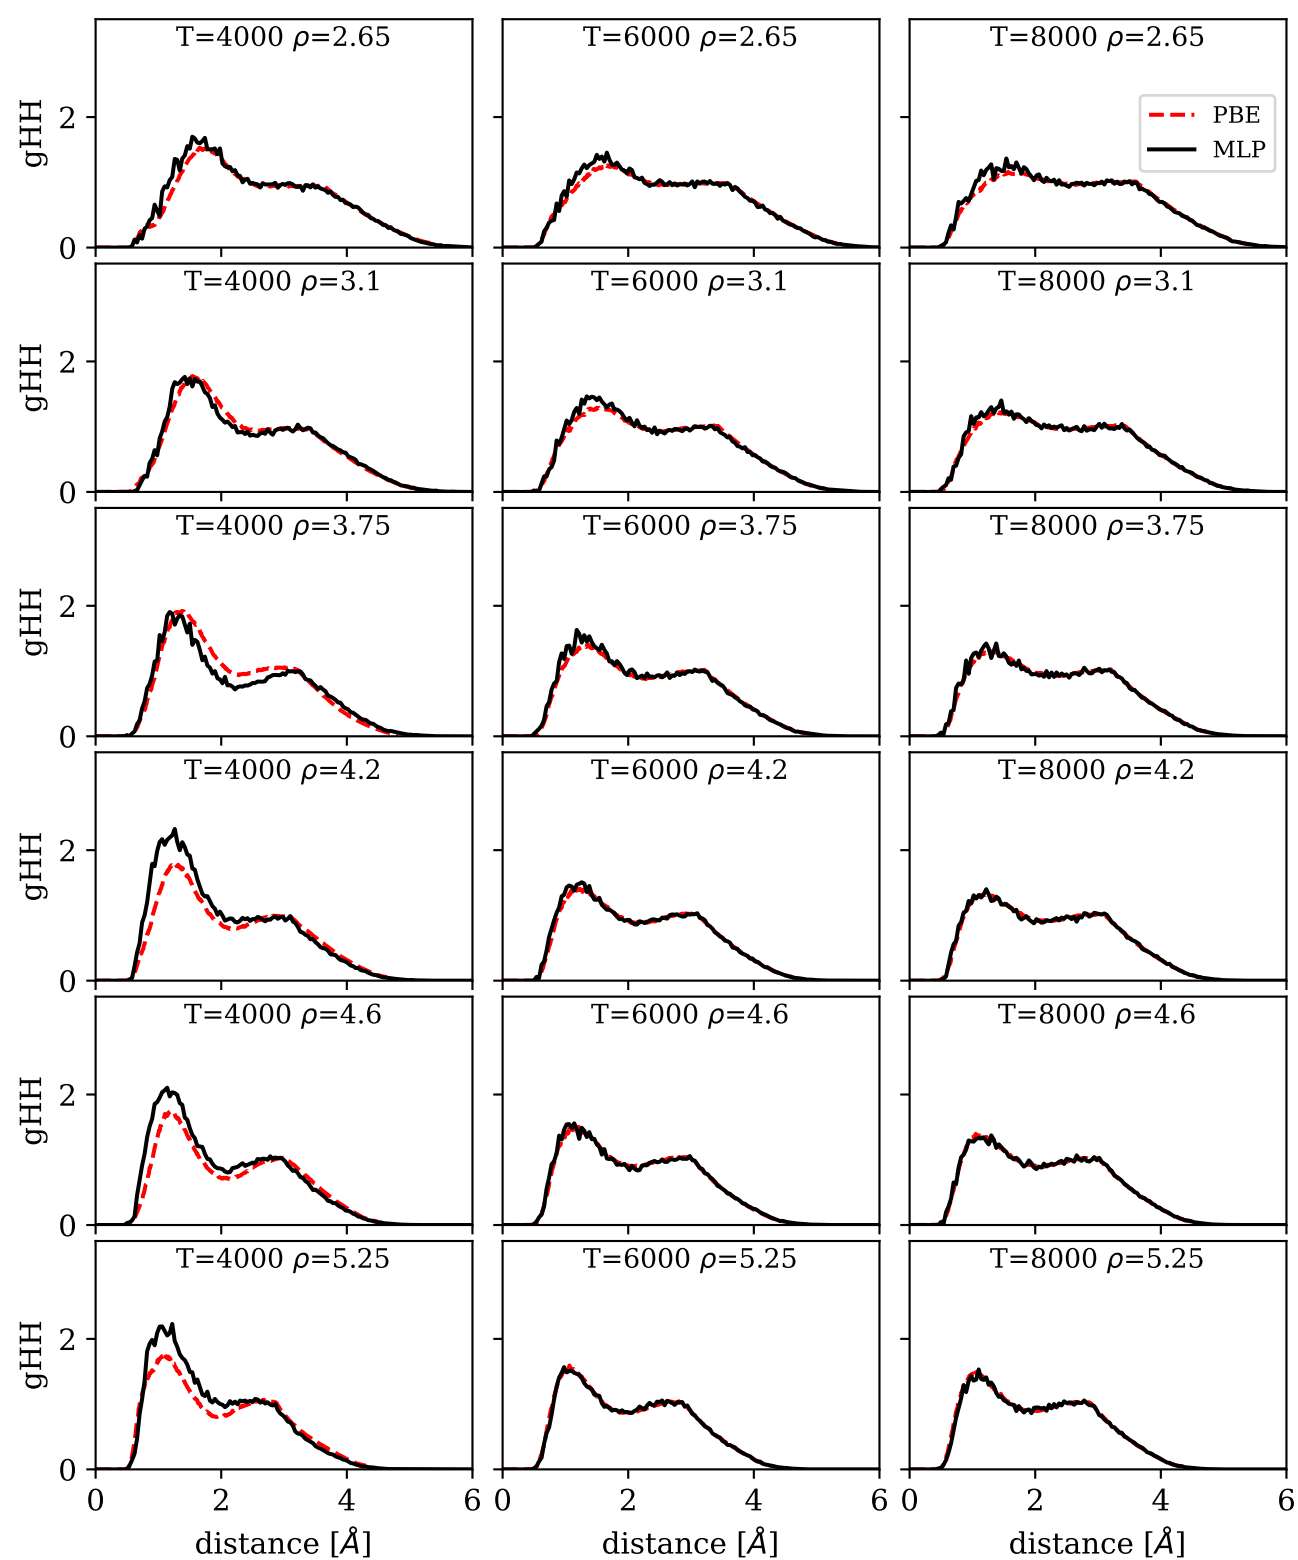 T=4000 ρ=2.65
T=6000 ρ=2.65
T=8000 ρ=2.65
PBE
MLP
gHH
2
0
T=4000 ρ=3.1
T=6000 ρ=3.1
T=8000 ρ=3.1
gHH
2
0
T=4000 ρ=3.75
T=6000 ρ=3.75
T=8000 ρ=3.75
gHH
2
0
T=4000 ρ=4.2
T=6000 ρ=4.2
T=8000 ρ=4.2
gHH
2
0
T=4000 ρ=4.6
T=6000 ρ=4.6
T=8000 ρ=4.6
gHH
2
0
T=4000 ρ=5.25
T=6000 ρ=5.25
T=8000 ρ=5.25
gHH
2
0
0 2 4 6
0 2 4 6
0 2 4 6
distance [Å]
distance [Å]
distance [Å]